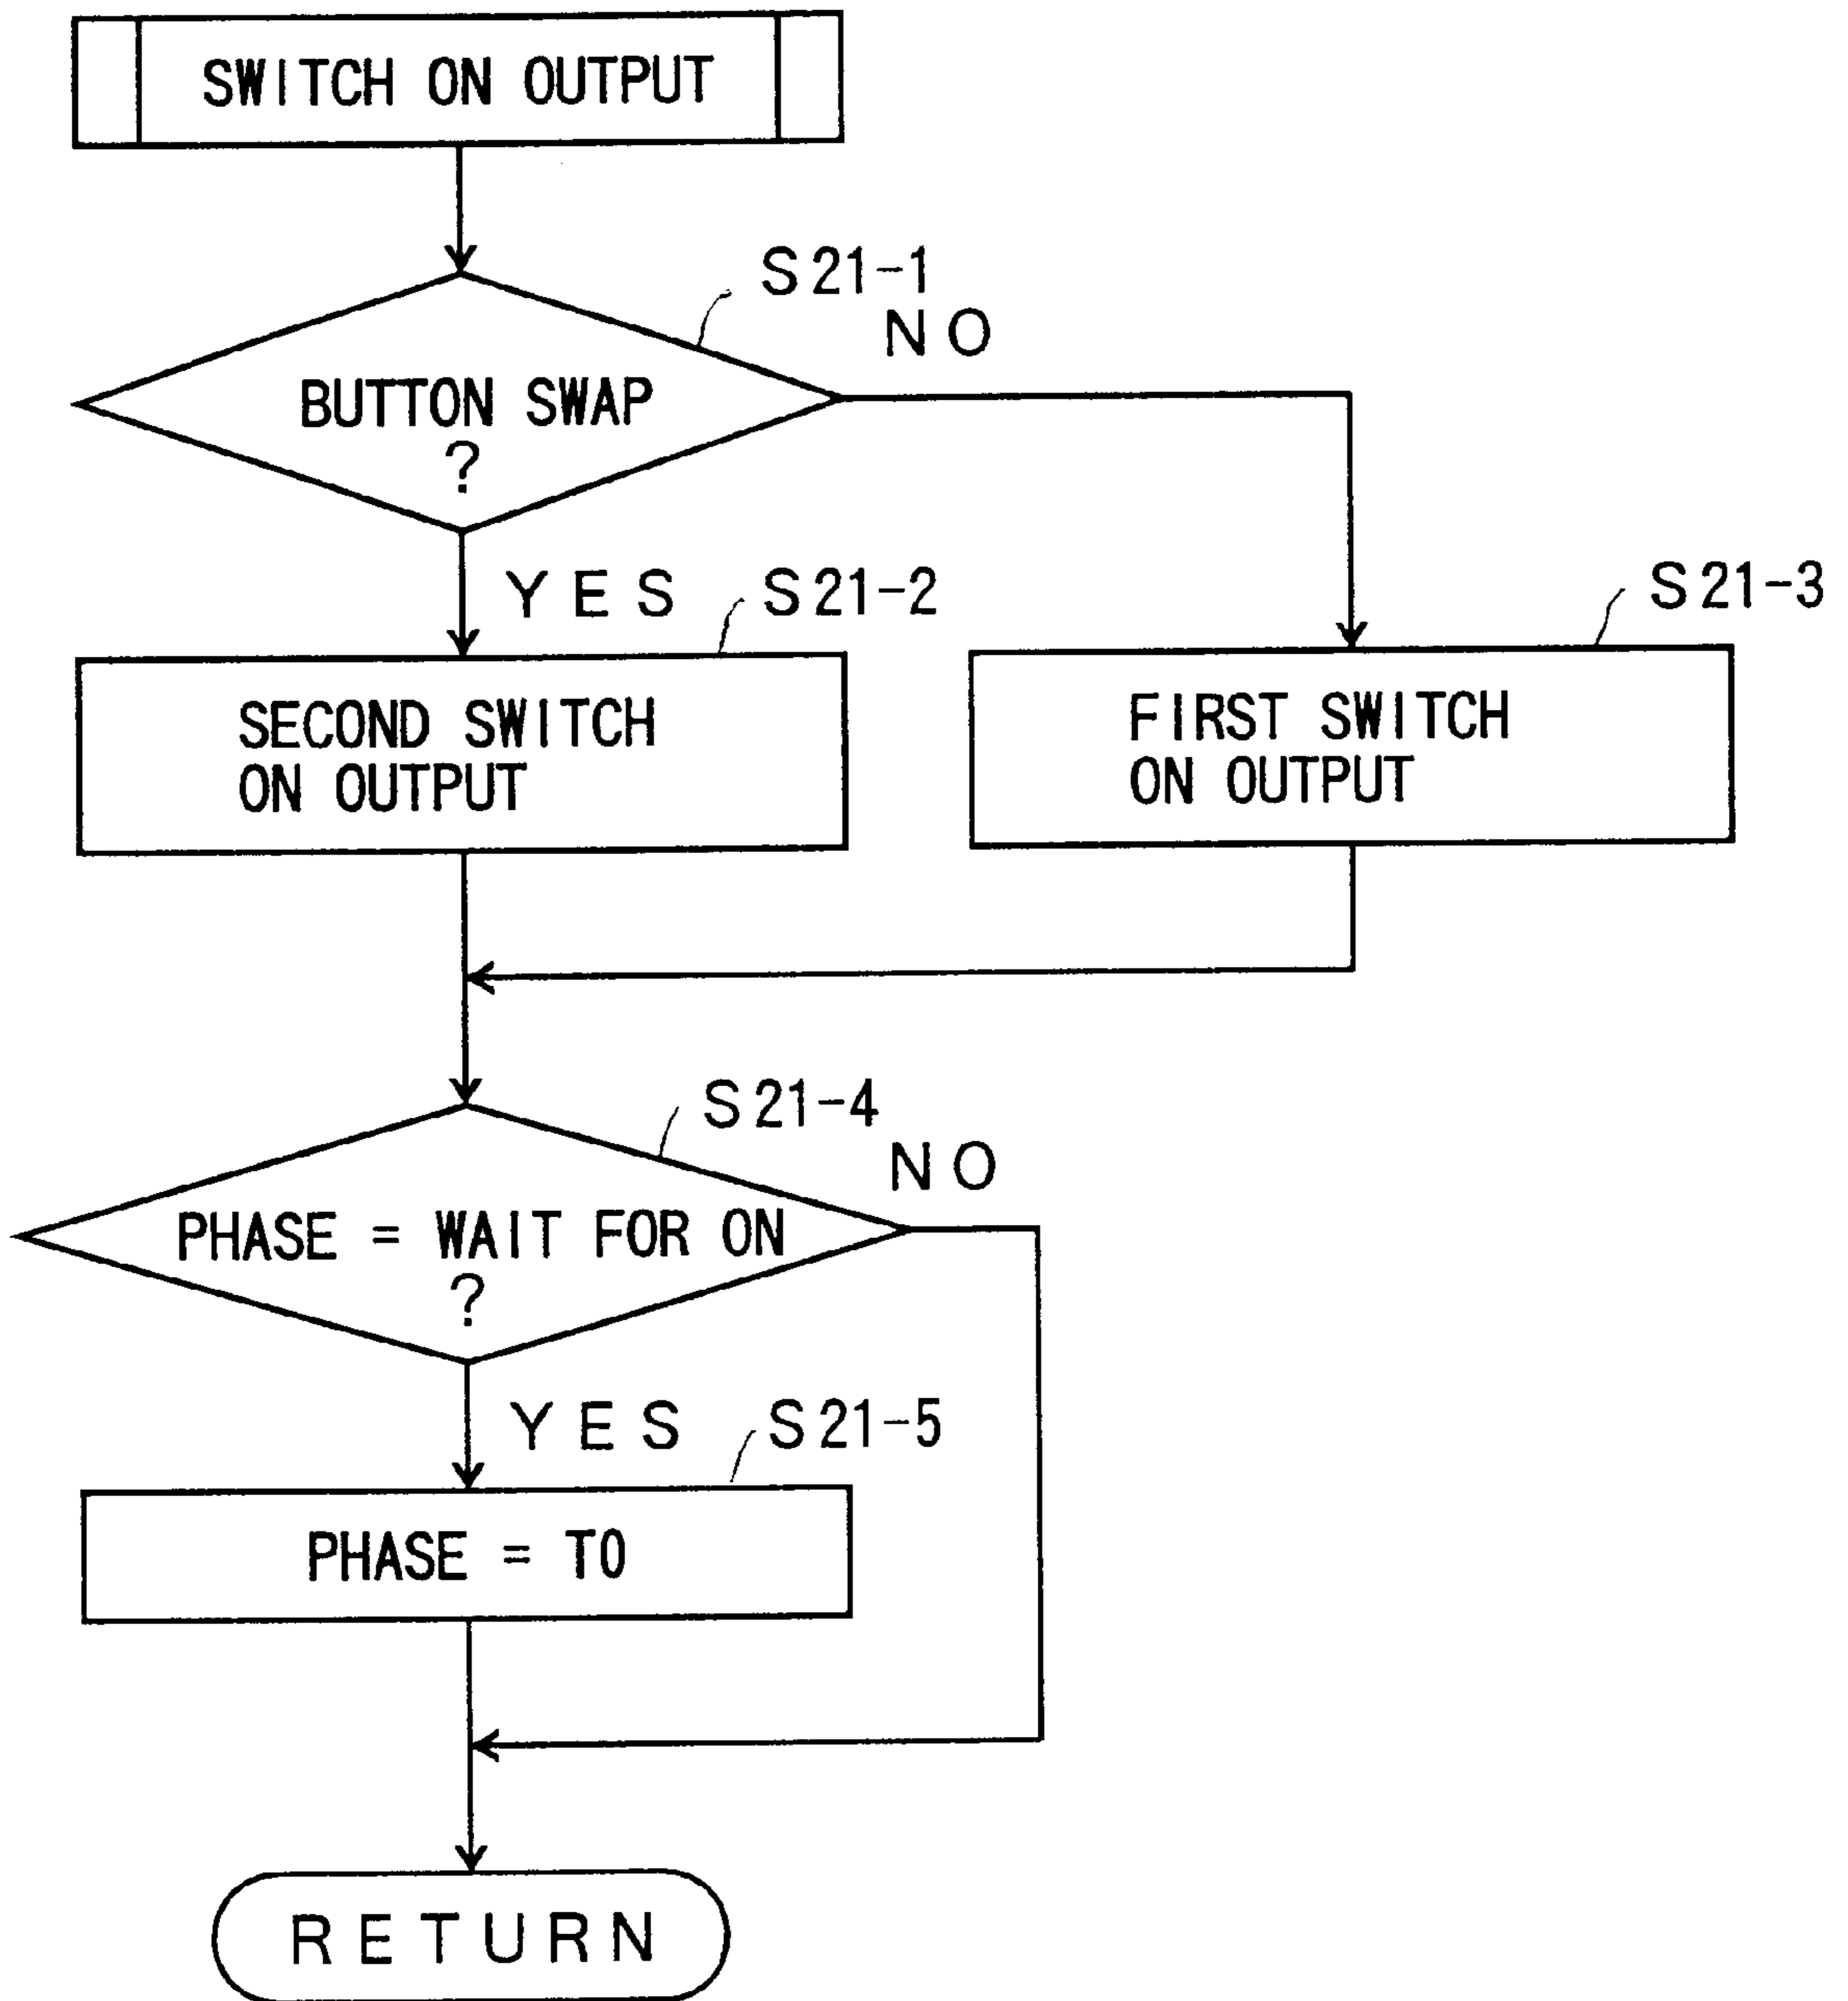 SWITCH ON OUTPUT
S21-1
NO
BUTTON SWAP
?
YES
S21-2
S21-3
SECOND SWITCH
ON OUTPUT
FIRST SWITCH
ON OUTPUT
S21-4
NO
PHASE = WAIT FOR ON
?
YES
S21-5
PHASE = T0
RETURN